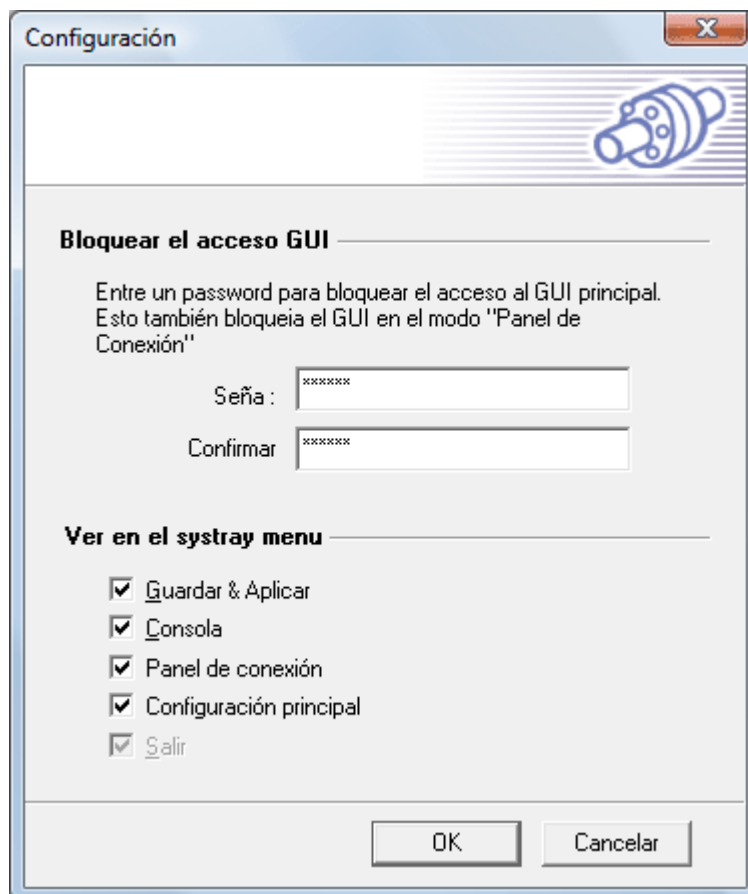 Configuración
Bloquear el acceso GUI
Entre un password para bloquear el acceso al GUI principal.
Esto también bloqueia el GUI en el modo "Panel de
Conexión"
Seña : ******
Confirmar ******
Ver en el systray menu
Guardar & Aplicar
Consola
Panel de conexión
Configuración principal
Salir
OK Cancelar